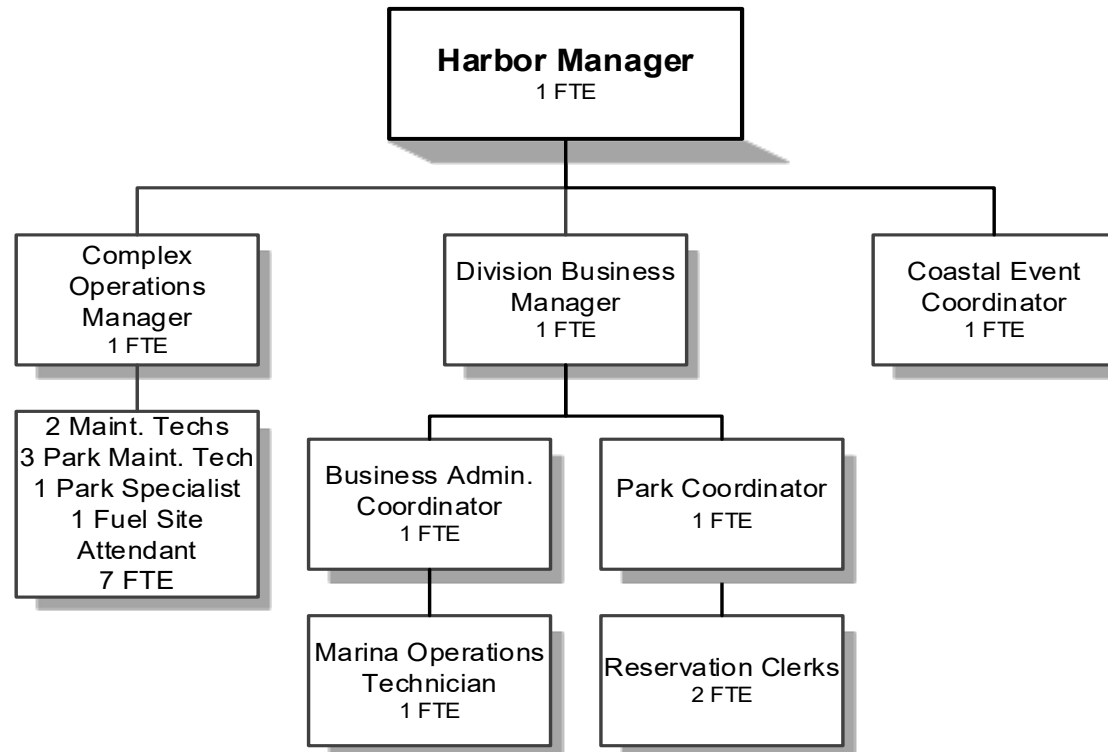 Harbor Manager
1 FTE
Complex
Operations
Manager
1 FTE
Division Business
Manager
1 FTE
Coastal Event
Coordinator
1 FTE
2 Maint. Techs
3 Park Maint. Tech
1 Park Specialist
1 Fuel Site
Attendant
7 FTE
Business Admin.
Coordinator
1 FTE
Park Coordinator
1 FTE
Marina Operations
Technician
1 FTE
Reservation Clerks
2 FTE